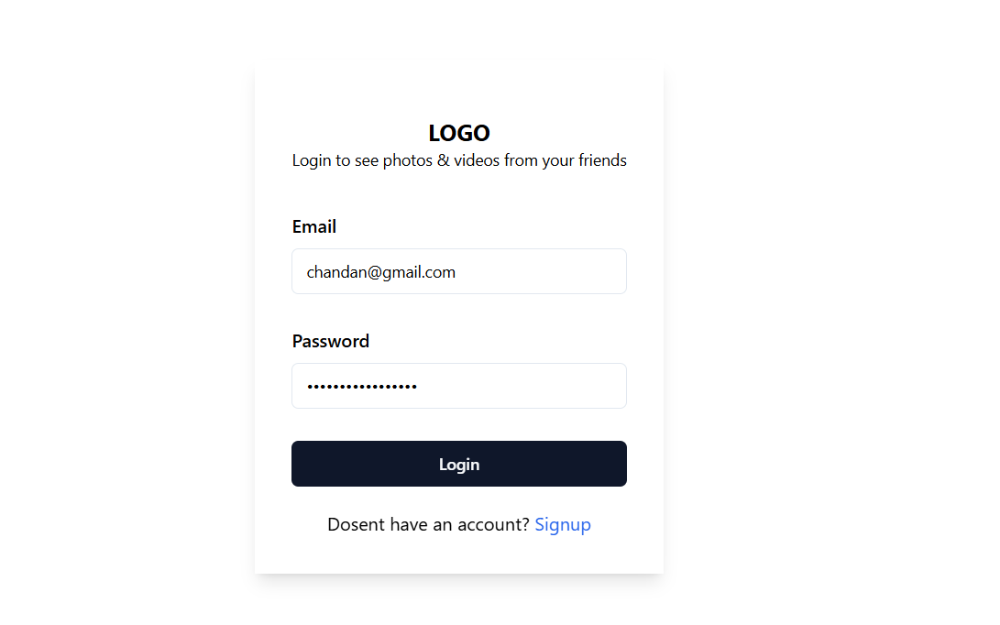 LOGO
Login to see photos & videos from your friends
Email
chandan@gmail.com
Password
•••••••••••••••••
Login
Dosent have an account? Signup